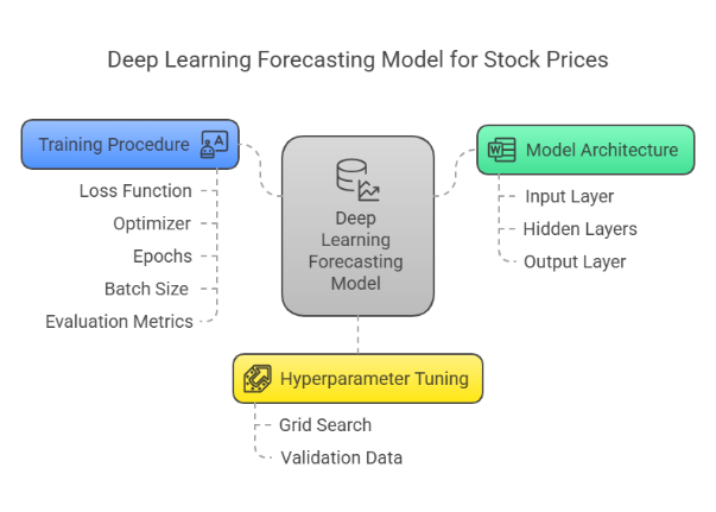 Deep Learning Forecasting Model for Stock Prices
Training Procedure
A
Loss Function
Optimizer
Epochs
Batch Size
Evaluation Metrics
Deep
Learning
Forecasting
Model
W
Model Architecture
Input Layer
Hidden Layers
Output Layer
Hyperparameter Tuning
Grid Search
Validation Data